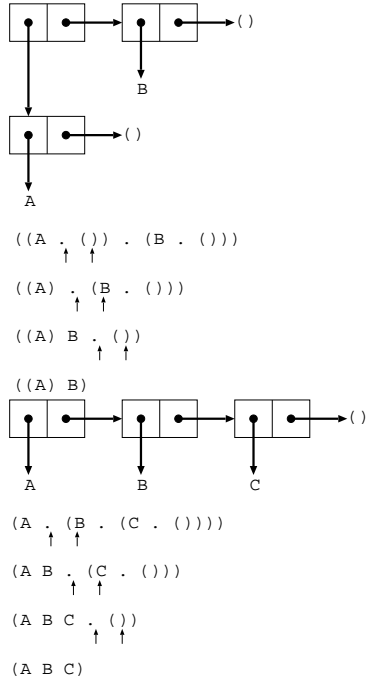 ()
B
()
A
((A . ()) . (B . ()))
((A) . (B . ()))
((A) B . ())
((A) B)
()
A B C
(A . (B . (C . ())))
(A B . (C . ()))
(A B C . ())
(A B C)